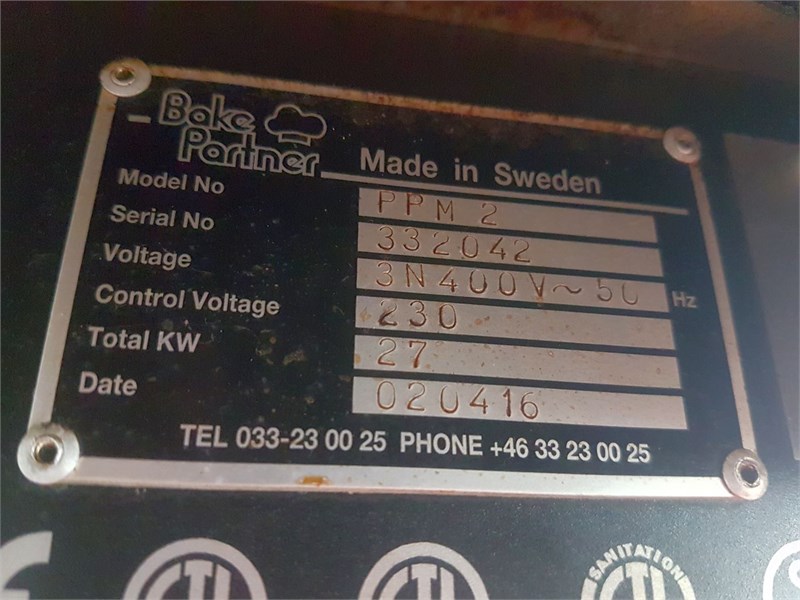 Bake
Partner
Made in Sweden
Model No PPM 2
Serial No 332042
Voltage 3N400V~50 Hz
Control Voltage 230
Total KW 27
Date 020416
TEL 033-23 00 25 PHONE +46 33 23 00 25
SANITATION